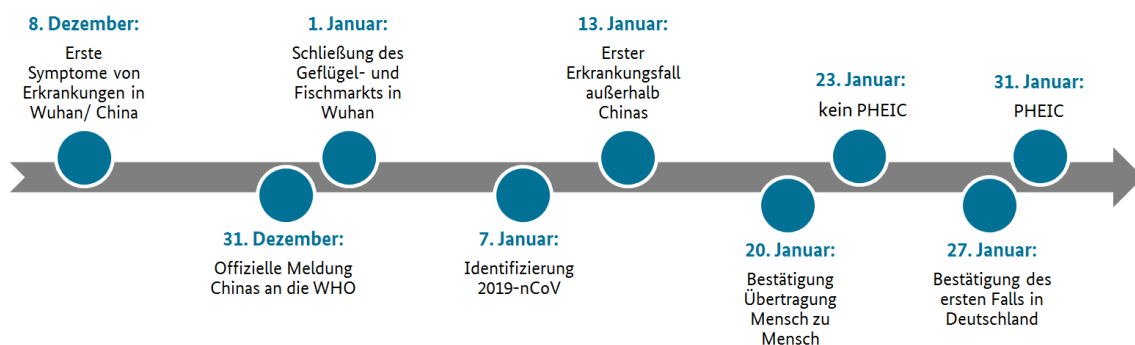 8. Dezember:
Erste
Symptome von
Erkrankungen in
Wuhan/ China
31. Dezember:
Offizielle Meldung
Chinas an die WHO
1. Januar:
Schließung des
Geflügel- und
Fischmarkts in
Wuhan
7. Januar:
Identifizierung
2019-nCoV
13. Januar:
Erster
Erkrankungsfall
außerhalb
Chinas
20. Januar:
Bestätigung
Übertragung
Mensch zu
Mensch
23. Januar:
kein PHEIC
27. Januar:
Bestätigung des
ersten Falls in
Deutschland
31. Januar:
PHEIC